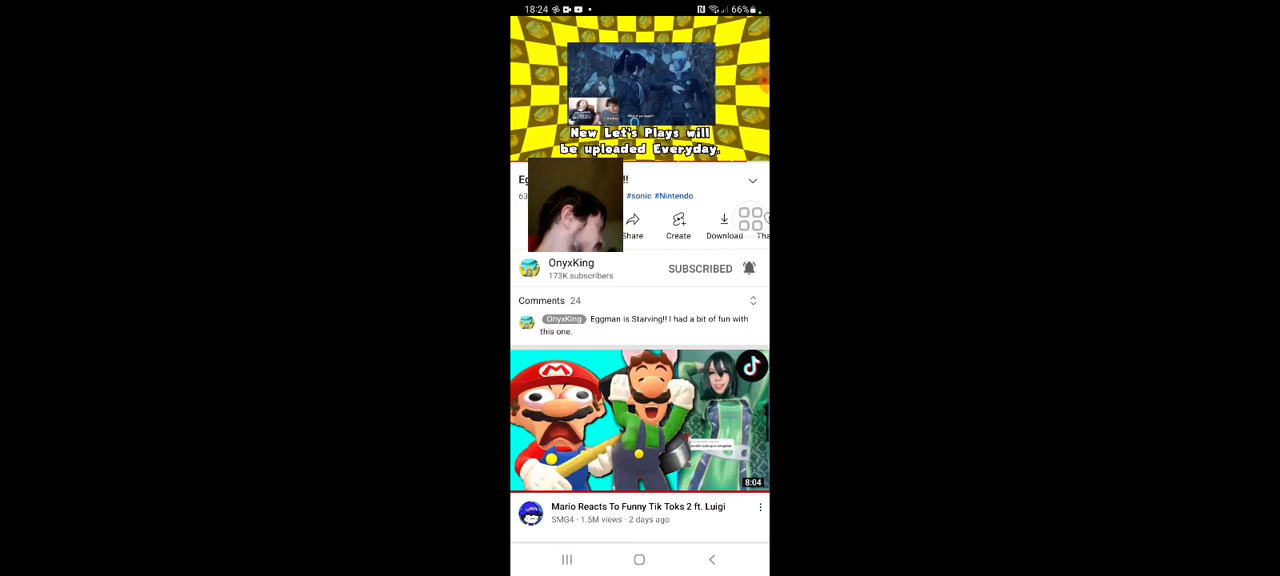 18:24
66%
New Let's Plays will
be uploaded Everyday.
!!
#sonic #Nintendo
Share
Create
Download
OnyxKing
173K subscribers
SUBSCRIBED
Comments 24
OnyxKing Eggman is Starving!! I had a bit of fun with
this one.
8:04
Mario Reacts To Funny Tik Toks 2 ft. Luigi
SMG4 · 1.5M views · 2 days ago